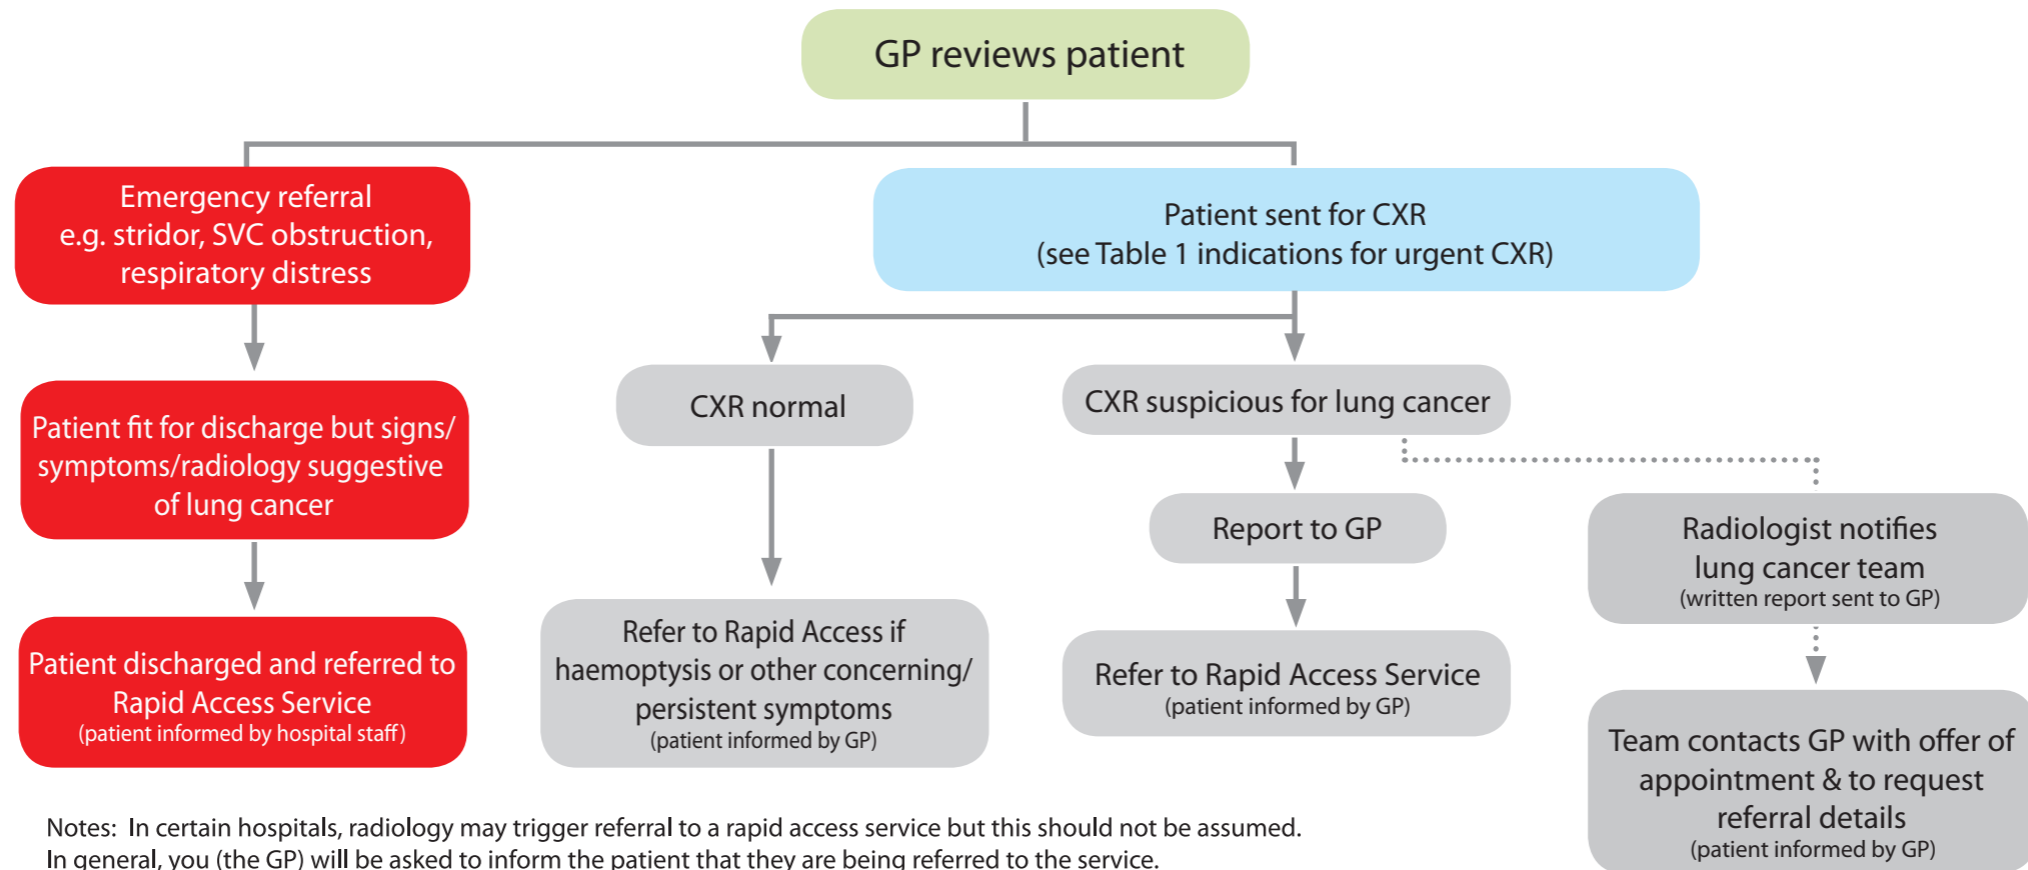 GP reviews patient
Emergency referral
e.g. stridor, SVC obstruction,
respiratory distress
Patient sent for CXR
(see Table 1 indications for urgent CXR)
Patient fit for discharge but signs/
symptoms/radiology suggestive
of lung cancer
CXR normal
CXR suspicious for lung cancer
Report to GP
Radiologist notifies
lung cancer team
(written report sent to GP)
Patient discharged and referred to
Rapid Access Service
(patient informed by hospital staff)
Refer to Rapid Access if
haemoptysis or other concerning/
persistent symptoms
(patient informed by GP)
Refer to Rapid Access Service
(patient informed by GP)
Team contacts GP with offer of
appointment & to request
referral details
(patient informed by GP)
Notes: In certain hospitals, radiology may trigger referral to a rapid access service but this should not be assumed.
In general, you (the GP) will be asked to inform the patient that they are being referred to the service.